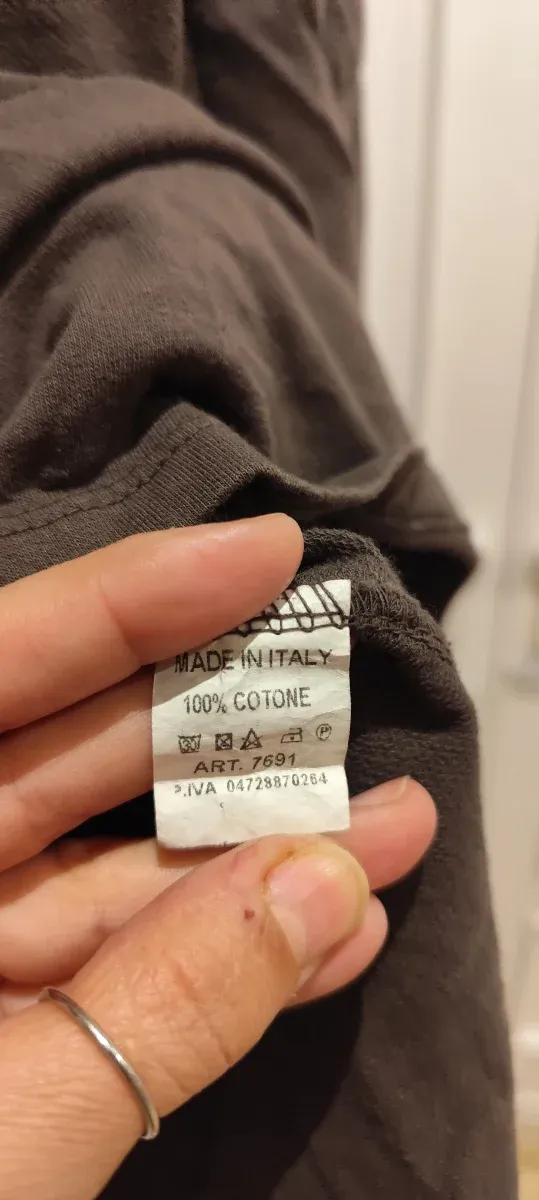 MADE IN ITALY
100% COTONE
P
ART. 7691
P.IVA 04728870264